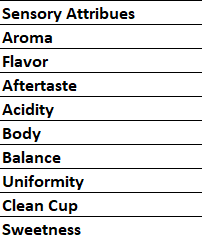 Sensory Attribues
Aroma
Flavor
Aftertaste
Acidity
Body
Balance
Uniformity
Clean Cup
Sweetness